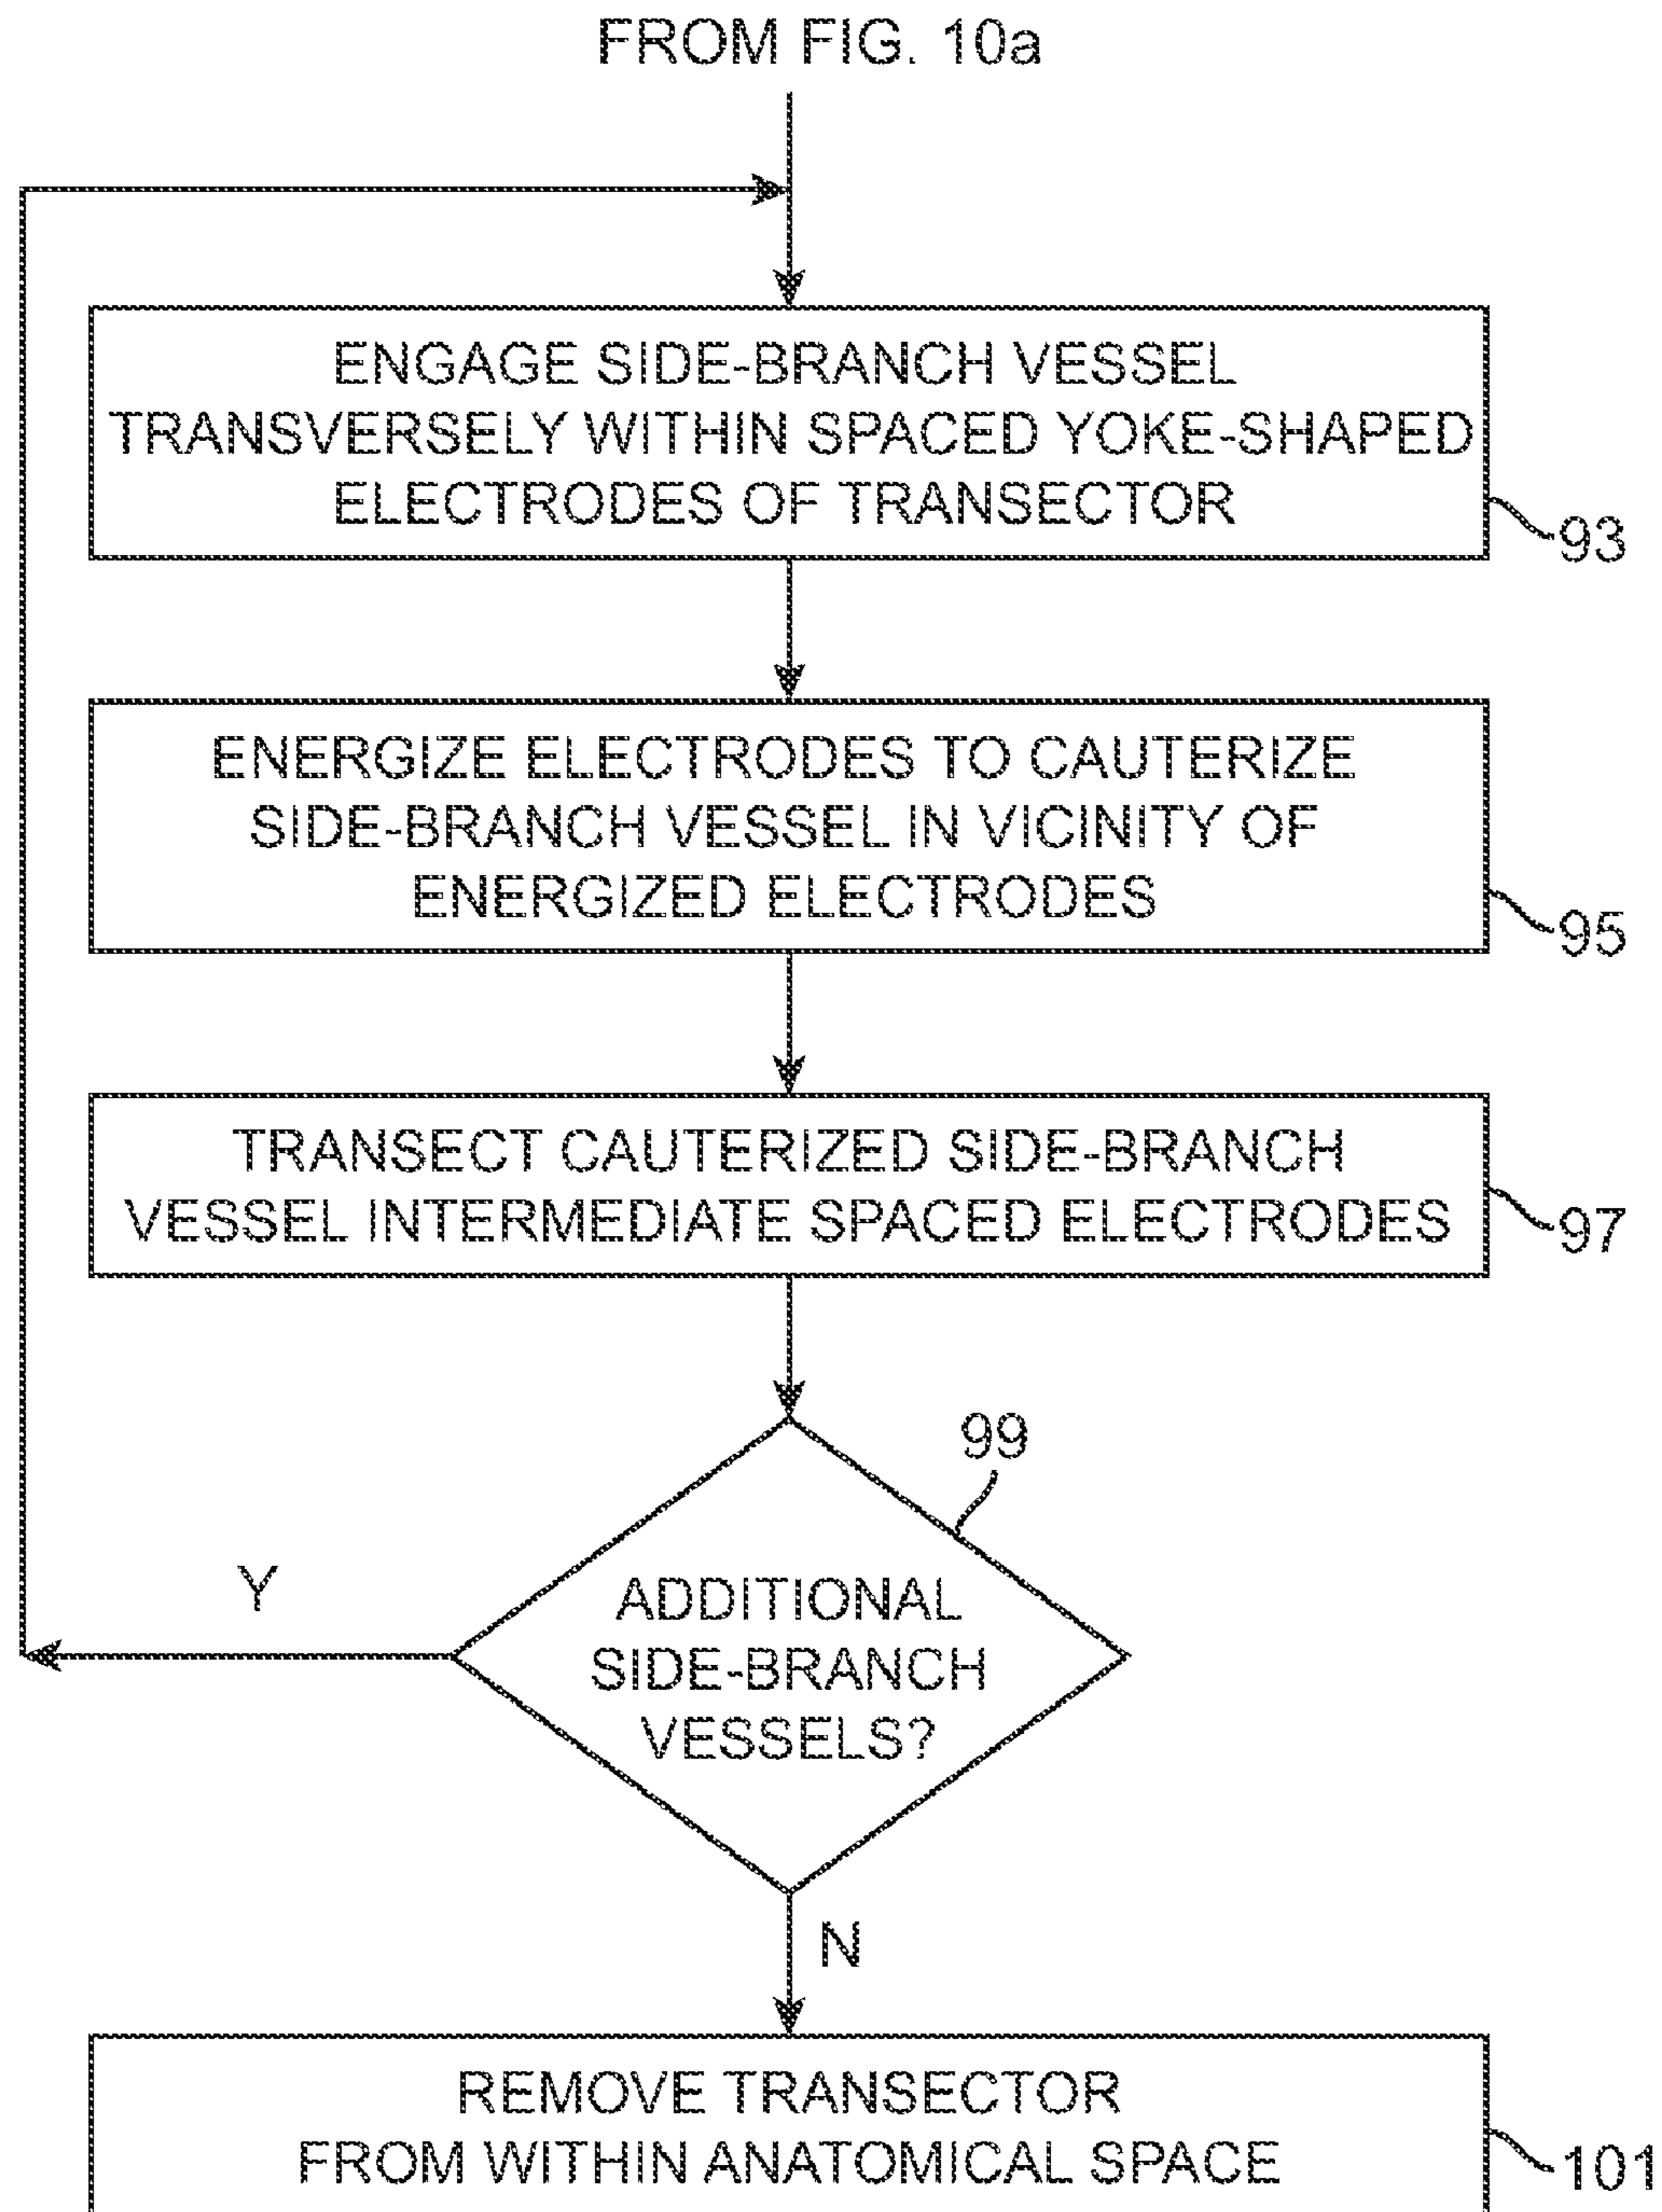 FROM FIG. 10a
ENGAGE SIDE-BRANCH VESSEL
TRANSVERSELY WITHIN SPACED YOKE-SHAPED
ELECTRODES OF TRANSECTOR
93
ENERGIZE ELECTRODES TO CAUTERIZE
SIDE-BRANCH VESSEL IN VICINITY OF
ENERGIZED ELECTRODES
95
TRANSECT CAUTERIZED SIDE-BRANCH
VESSEL INTERMEDIATE SPACED ELECTRODES
97
99
ADDITIONAL
SIDE-BRANCH
VESSELS?
Y
N
REMOVE TRANSECTOR
FROM WITHIN ANATOMICAL SPACE
101